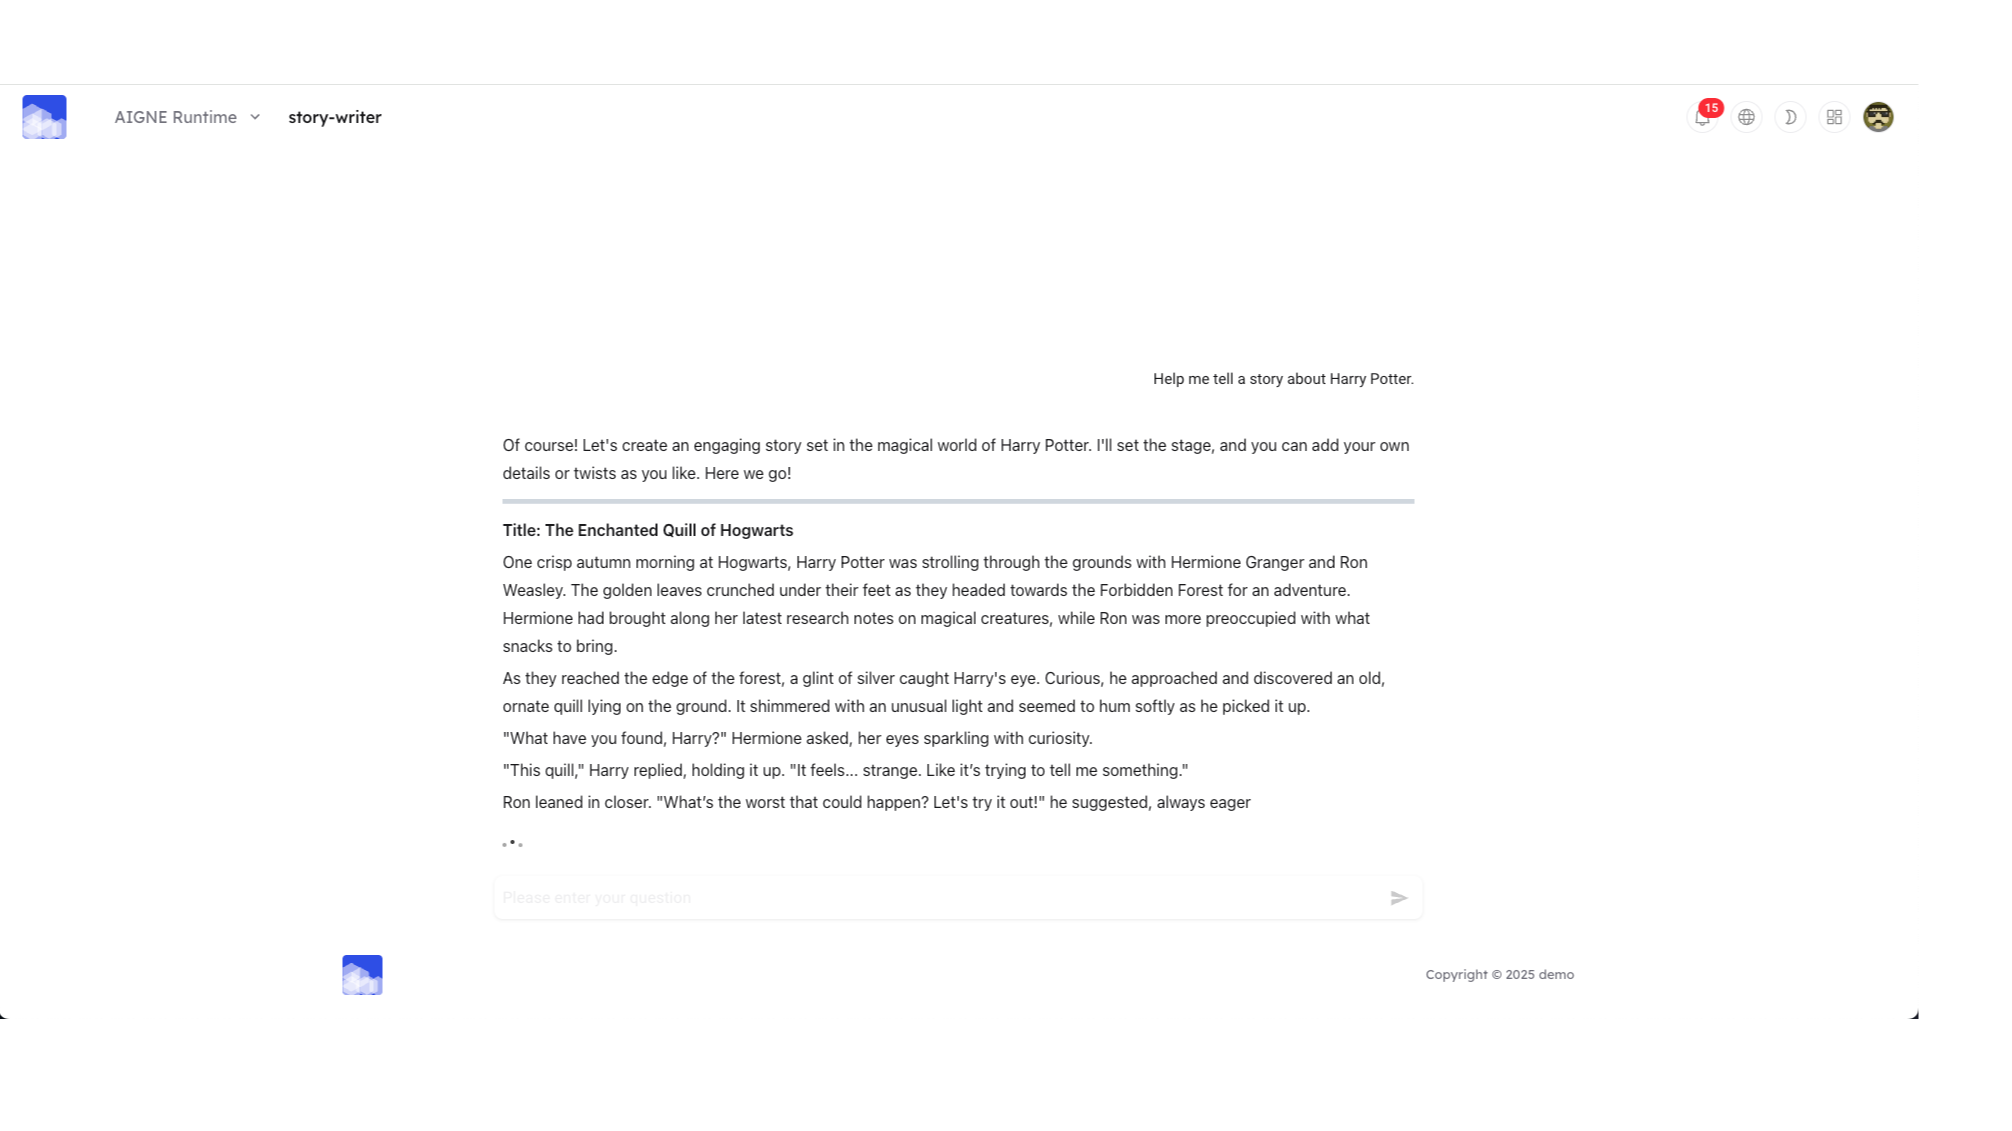 AIGNE Runtime
story-writer
15
Help me tell a story about Harry Potter.
Of course! Let's create an engaging story set in the magical world of Harry Potter. I'll set the stage, and you can add your own
details or twists as you like. Here we go!
Title: The Enchanted Quill of Hogwarts
One crisp autumn morning at Hogwarts, Harry Potter was strolling through the grounds with Hermione Granger and Ron
Weasley. The golden leaves crunched under their feet as they headed towards the Forbidden Forest for an adventure.
Hermione had brought along her latest research notes on magical creatures, while Ron was more preoccupied with what
snacks to bring.
As they reached the edge of the forest, a glint of silver caught Harry's eye. Curious, he approached and discovered an old,
ornate quill lying on the ground. It shimmered with an unusual light and seemed to hum softly as he picked it up.
"What have you found, Harry?" Hermione asked, her eyes sparkling with curiosity.
"This quill," Harry replied, holding it up. "It feels... strange. Like it’s trying to tell me something."
Ron leaned in closer. "What’s the worst that could happen? Let's try it out!" he suggested, always eager
Please enter your question
Copyright © 2025 demo